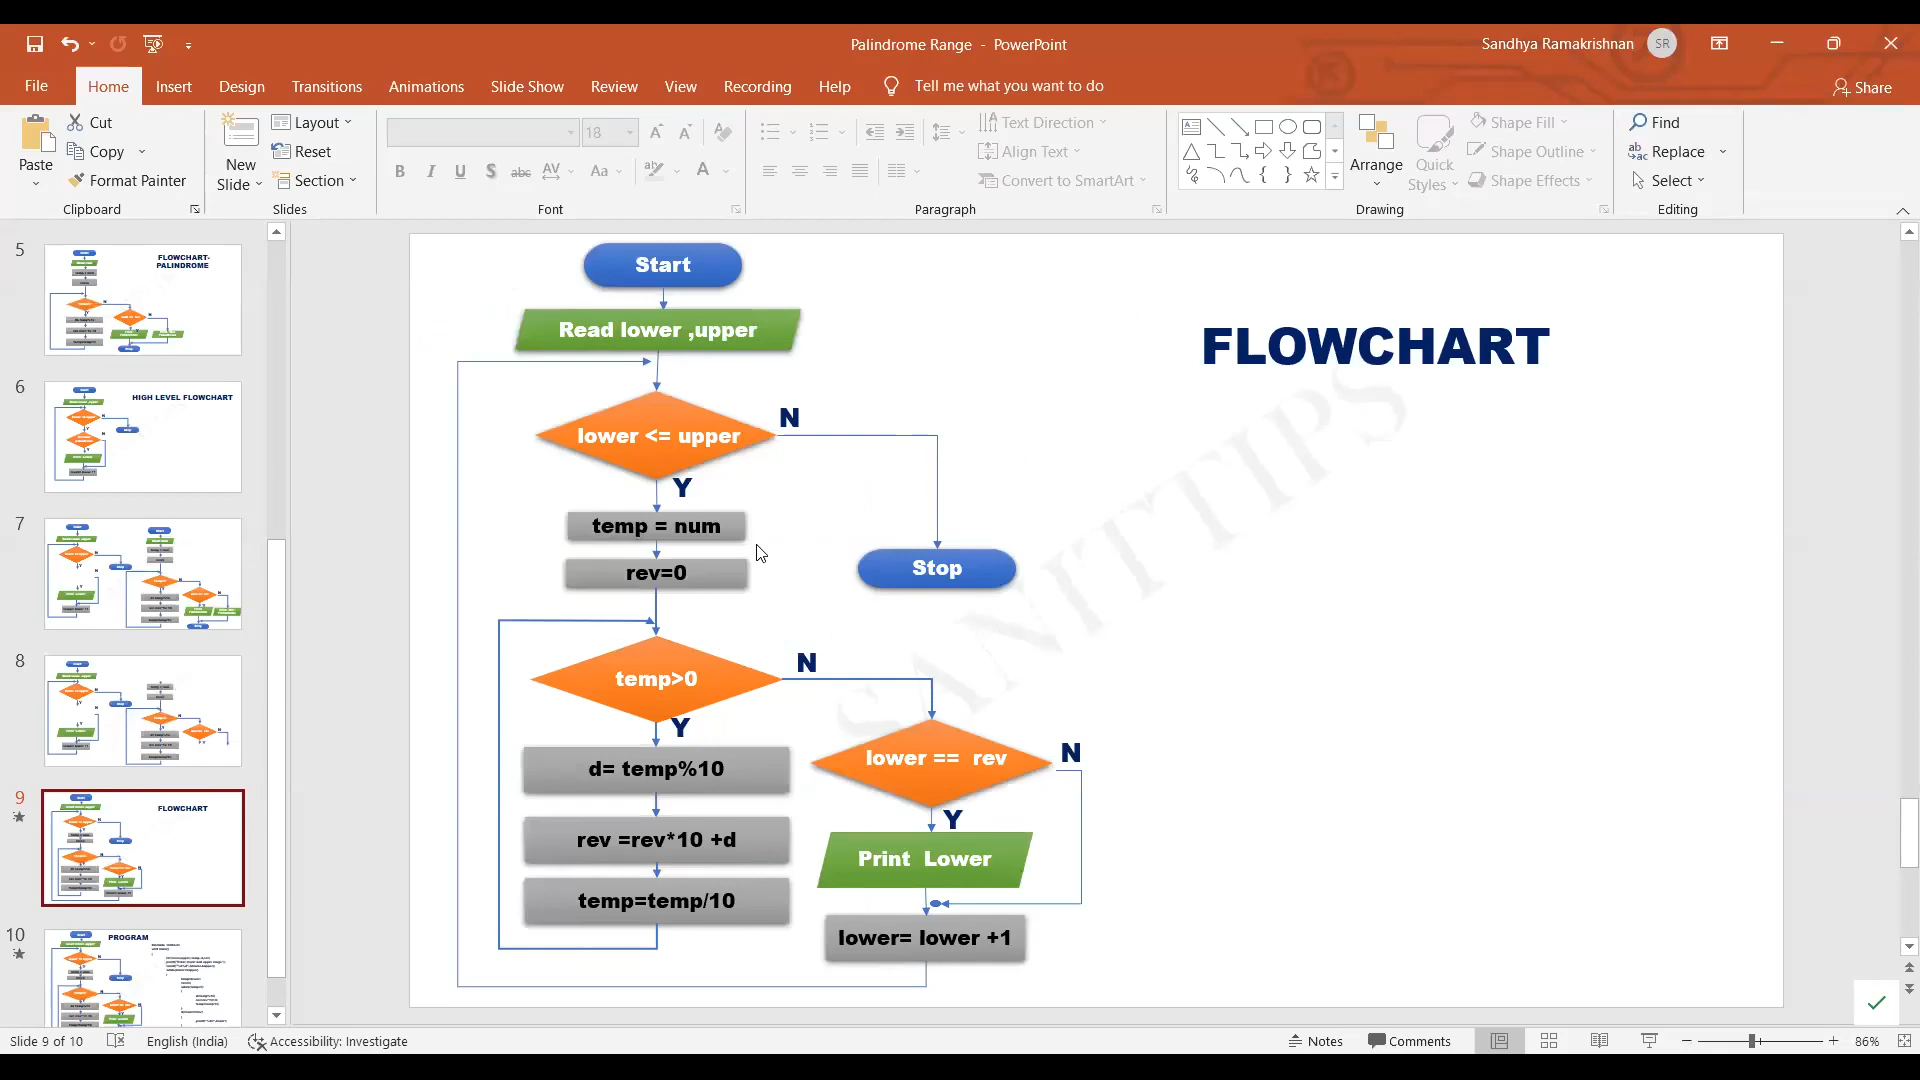 Palindrome Range - PowerPoint
Sandhya Ramakrishnan SR
File Home Insert Design Transitions Animations Slide Show Review View Recording Help Tell me what you want to do Share
Paste
Cut
Copy
Format Painter
Clipboard
New
Slide
Layout
Reset
Section
Slides
18
B I U S abc AV Aa A
Font
Text Direction
Align Text
Convert to SmartArt
Paragraph
Arrange
Quick
Styles
Shape Fill
Shape Outline
Shape Effects
Drawing
Find
Replace
Select
Editing
5
FLOWCHART-
PALINDROME
6
HIGH LEVEL FLOWCHART
7
8
9
FLOWCHART
10
PROGRAM
Start
Read lower ,upper
FLOWCHART
lower <= upper
N
Y
temp = num
rev=0
Stop
temp>0
N
Y
d= temp%10
rev =rev*10 +d
temp=temp/10
lower == rev
N
Y
Print Lower
lower= lower +1
SANITTIPS
Slide 9 of 10 English (India) Accessibility: Investigate Notes Comments 86%